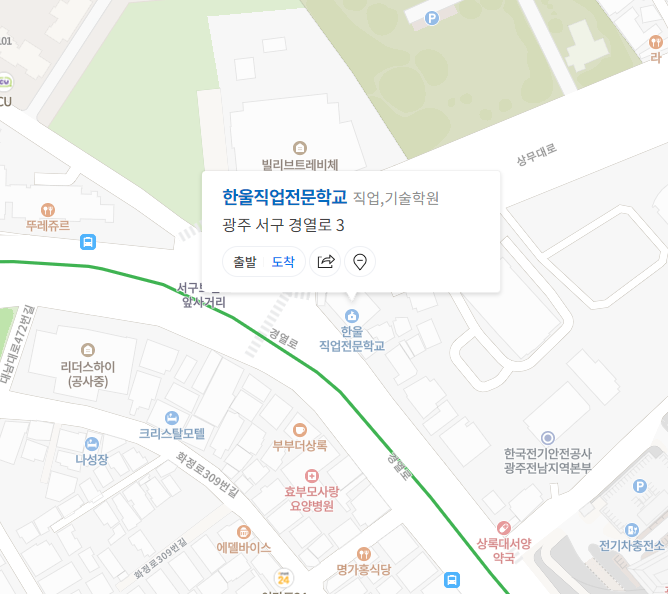 101
P
CU
라
상무대로
빌리브트레비체
한울직업전문학교 직업,기술학원
광주 서구 경열로 3
출발 도착
뚜레쥬르
앞사거리
대남대로472번길
경열로
한울
직업전문학교
리더스하이
(공사중)
크리스탈모텔
나성장
부부더상록
화정로309번길
효부모사랑
요양병원
경열로
한국전기안전공사
광주전남지역본부
P
상록대서양
약국
전기차충전소
에델바이스
화정로309번길
명가홍식당
24